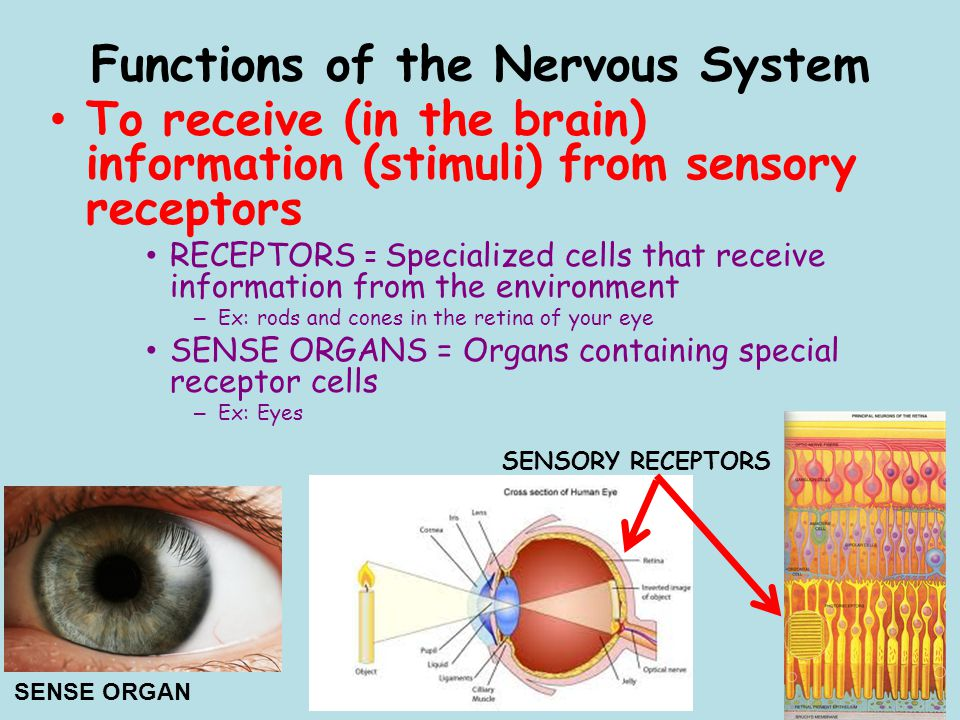 Functions of the Nervous System
• To receive (in the brain)
information (stimuli) from sensory
receptors
• RECEPTORS = Specialized cells that receive
information from the environment
– Ex: rods and cones in the retina of your eye
• SENSE ORGANS = Organs containing special
receptor cells
– Ex: Eyes
SENSORY RECEPTORS
SENSE ORGAN
Cross section of Human Eye
Lens
Iris
Cornea
Retina
Inverted image
of object
Object
Pupil
Liquid
Ligaments
Cilliary
Muscle
Jelly
Optical nerve
PRINCIPAL NEURONS OF THE RETINA
OPTIC NERVE FIBERS
GANGLION CELLS
AMACRINE
CELL
BIPOLAR CELLS
HORIZONTAL
CELL
PHOTORECEPTORS
RETINAL PIGMENT EPITHELIUM
BRUCH'S MEMBRANE